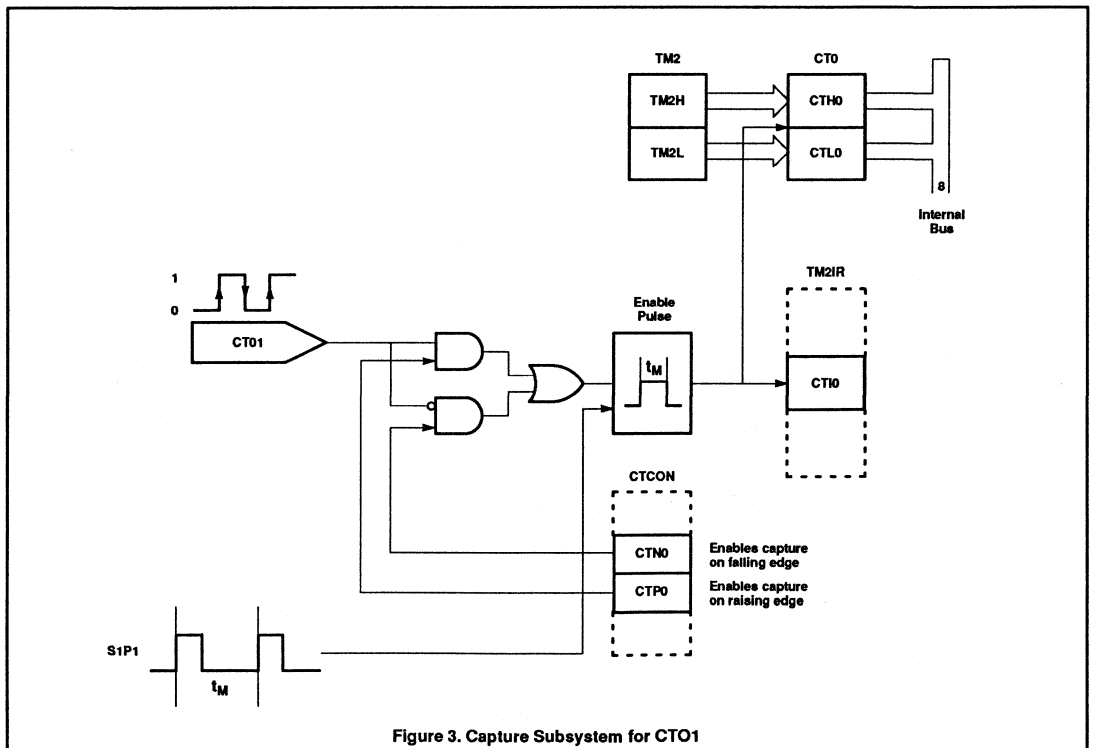 TM2
CT0
TM2H
CTH0
TM2L
CTL0
8
Internal
Bus
TM2IR
1
0
Enable
Pulse
CT01
tM
CTI0
CTCON
CTN0
Enables capture
on falling edge
CTP0
Enables capture
on raising edge
S1P1
tM
Figure 3. Capture Subsystem for CTO1